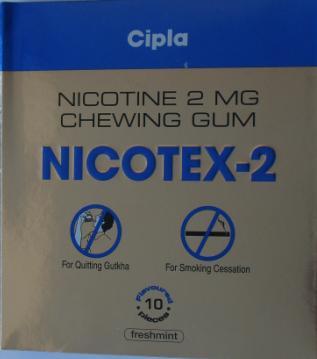 Cipla
NICOTINE 2 MG
CHEWING GUM
NICOTEX-2
For Quitting Gutkha
For Smoking Cessation
flavoured
10
pieces
freshmint